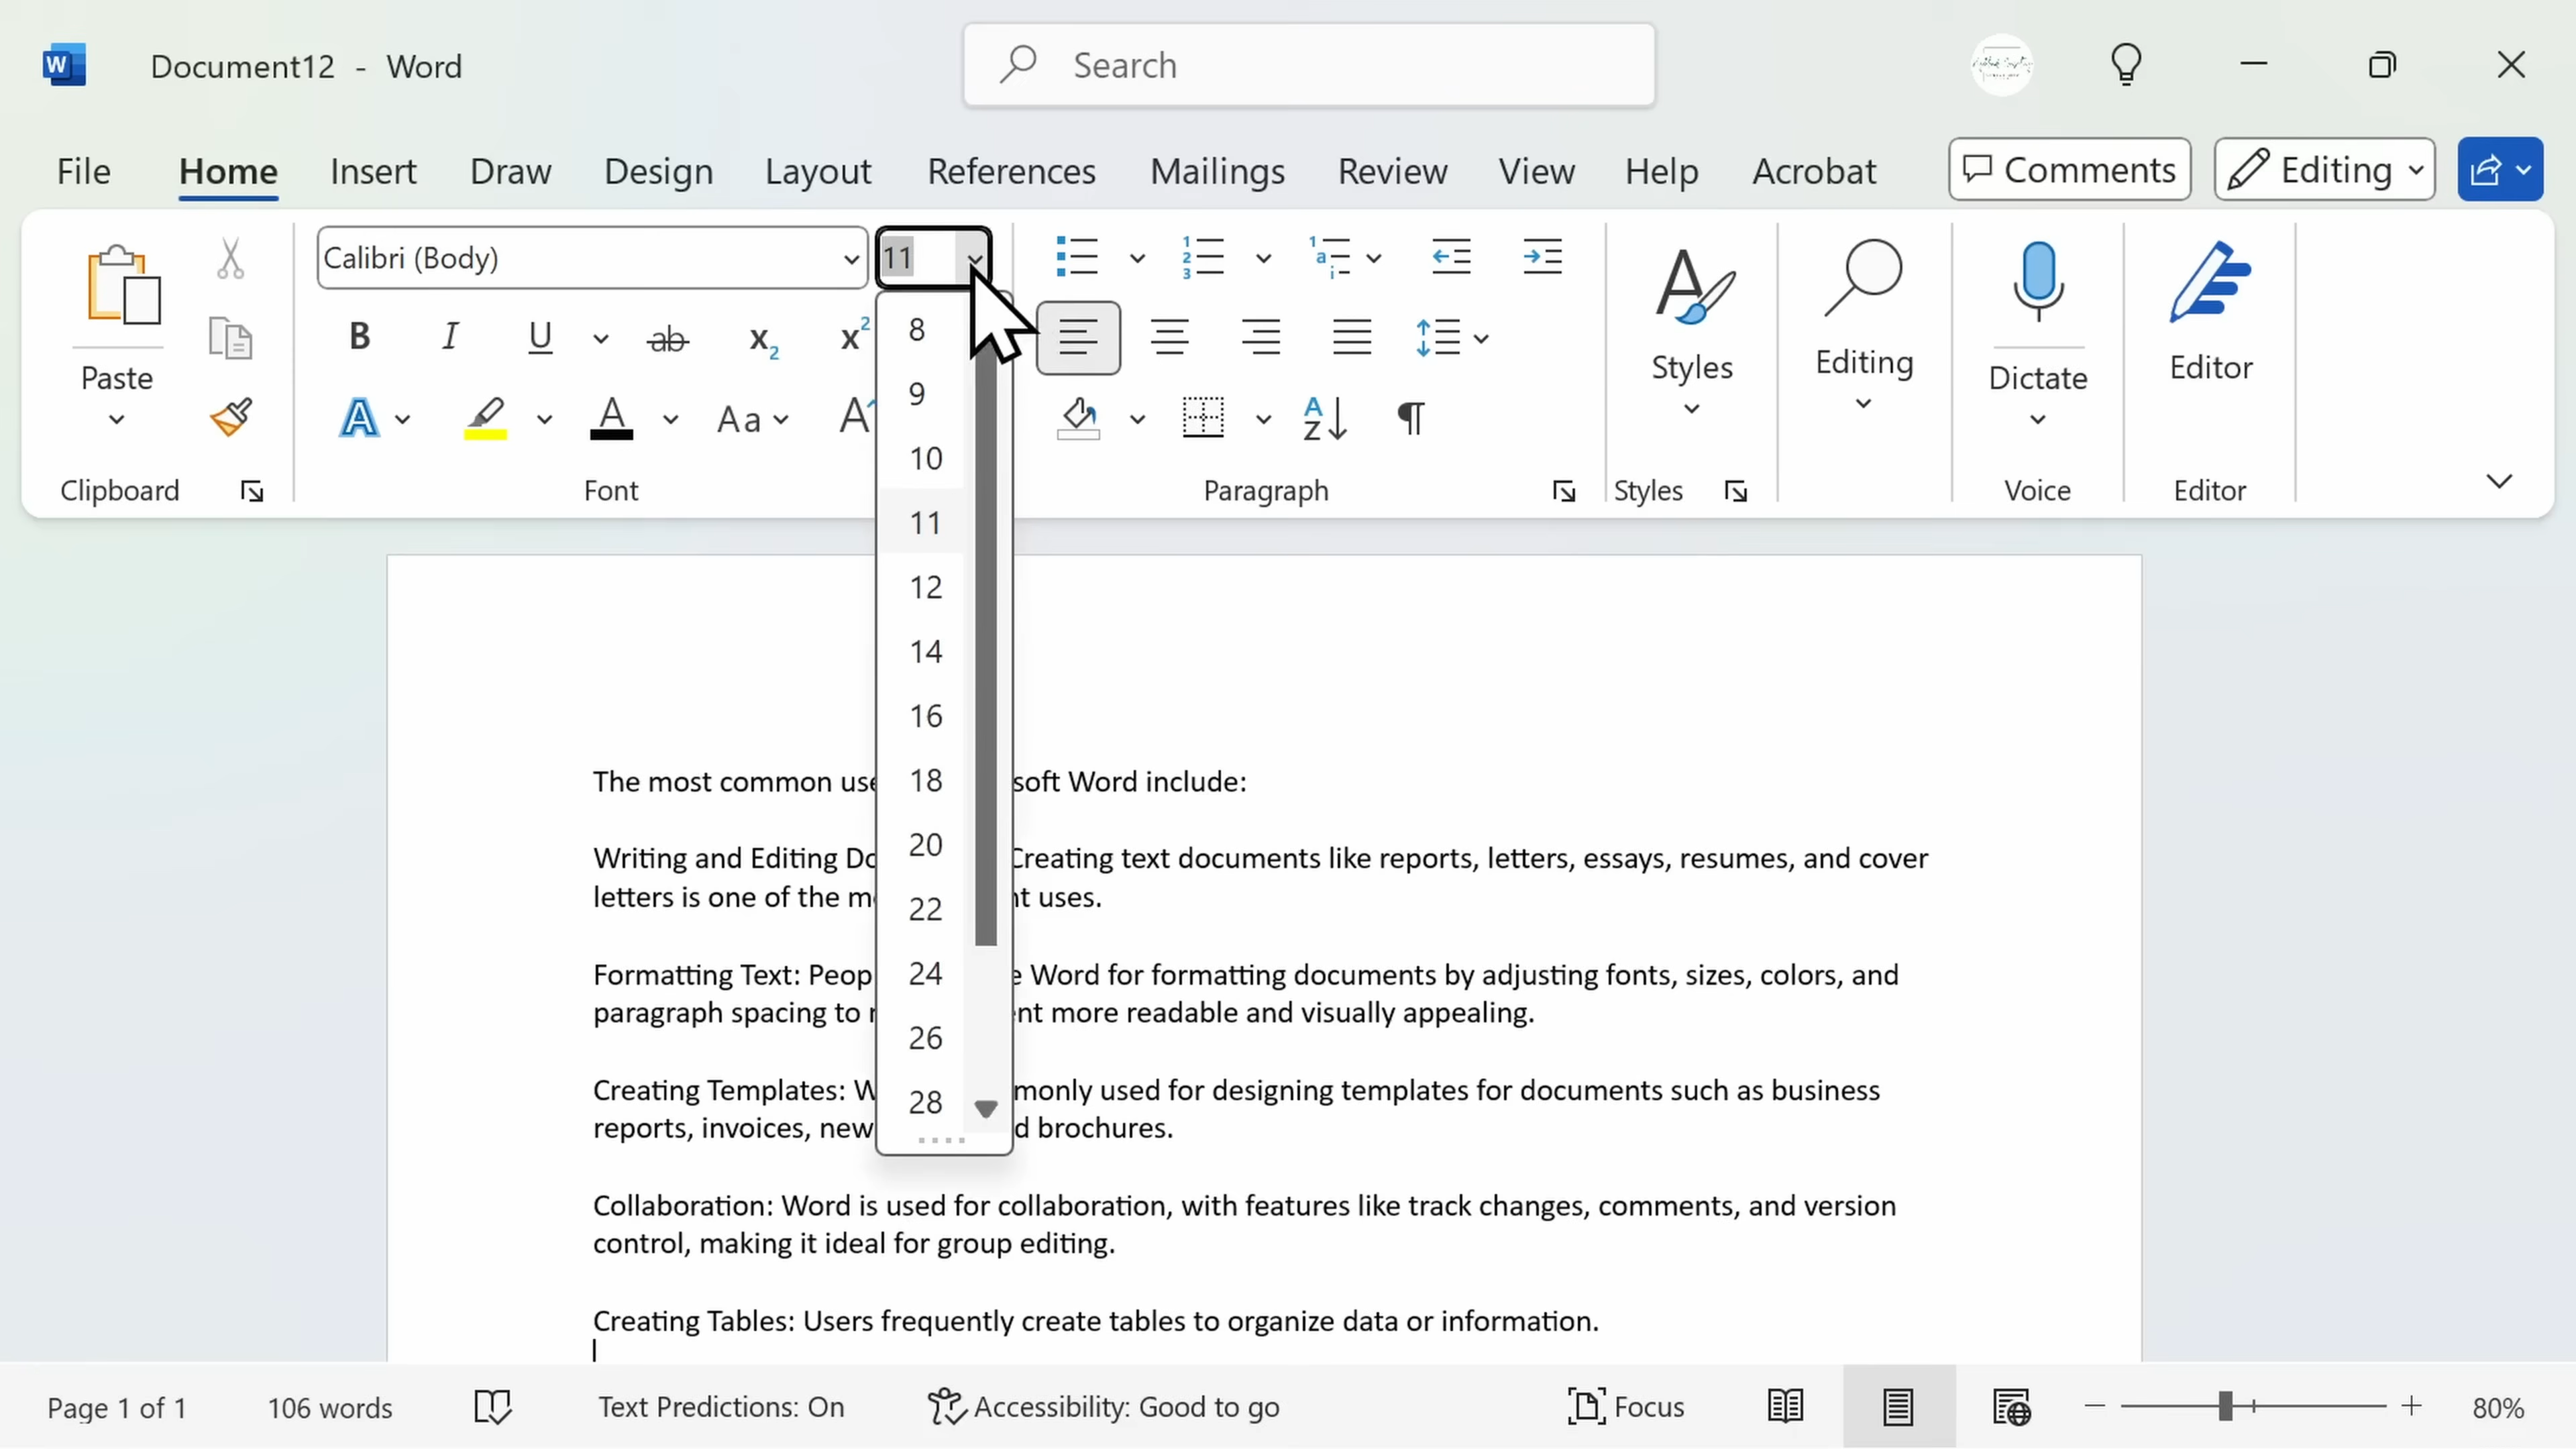 Document12 - Word
Search
File Home Insert Draw Design Layout References Mailings Review View Help Acrobat Comments Editing
Calibri (Body) 11
Paste
Styles
Editing
Dictate
Editor
Clipboard
Font
Paragraph
Styles
Voice
Editor
8
9
10
11
12
14
16
18
20
22
24
26
28
The most common use soft Word include:
Writing and Editing Do Creating text documents like reports, letters, essays, resumes, and cover
letters is one of the m nt uses.
Formatting Text: Peop e Word for formatting documents by adjusting fonts, sizes, colors, and
paragraph spacing to nt more readable and visually appealing.
Creating Templates: W monly used for designing templates for documents such as business
reports, invoices, new d brochures.
Collaboration: Word is used for collaboration, with features like track changes, comments, and version
control, making it ideal for group editing.
Creating Tables: Users frequently create tables to organize data or information.
Page 1 of 1 106 words Text Predictions: On Accessibility: Good to go Focus 80%